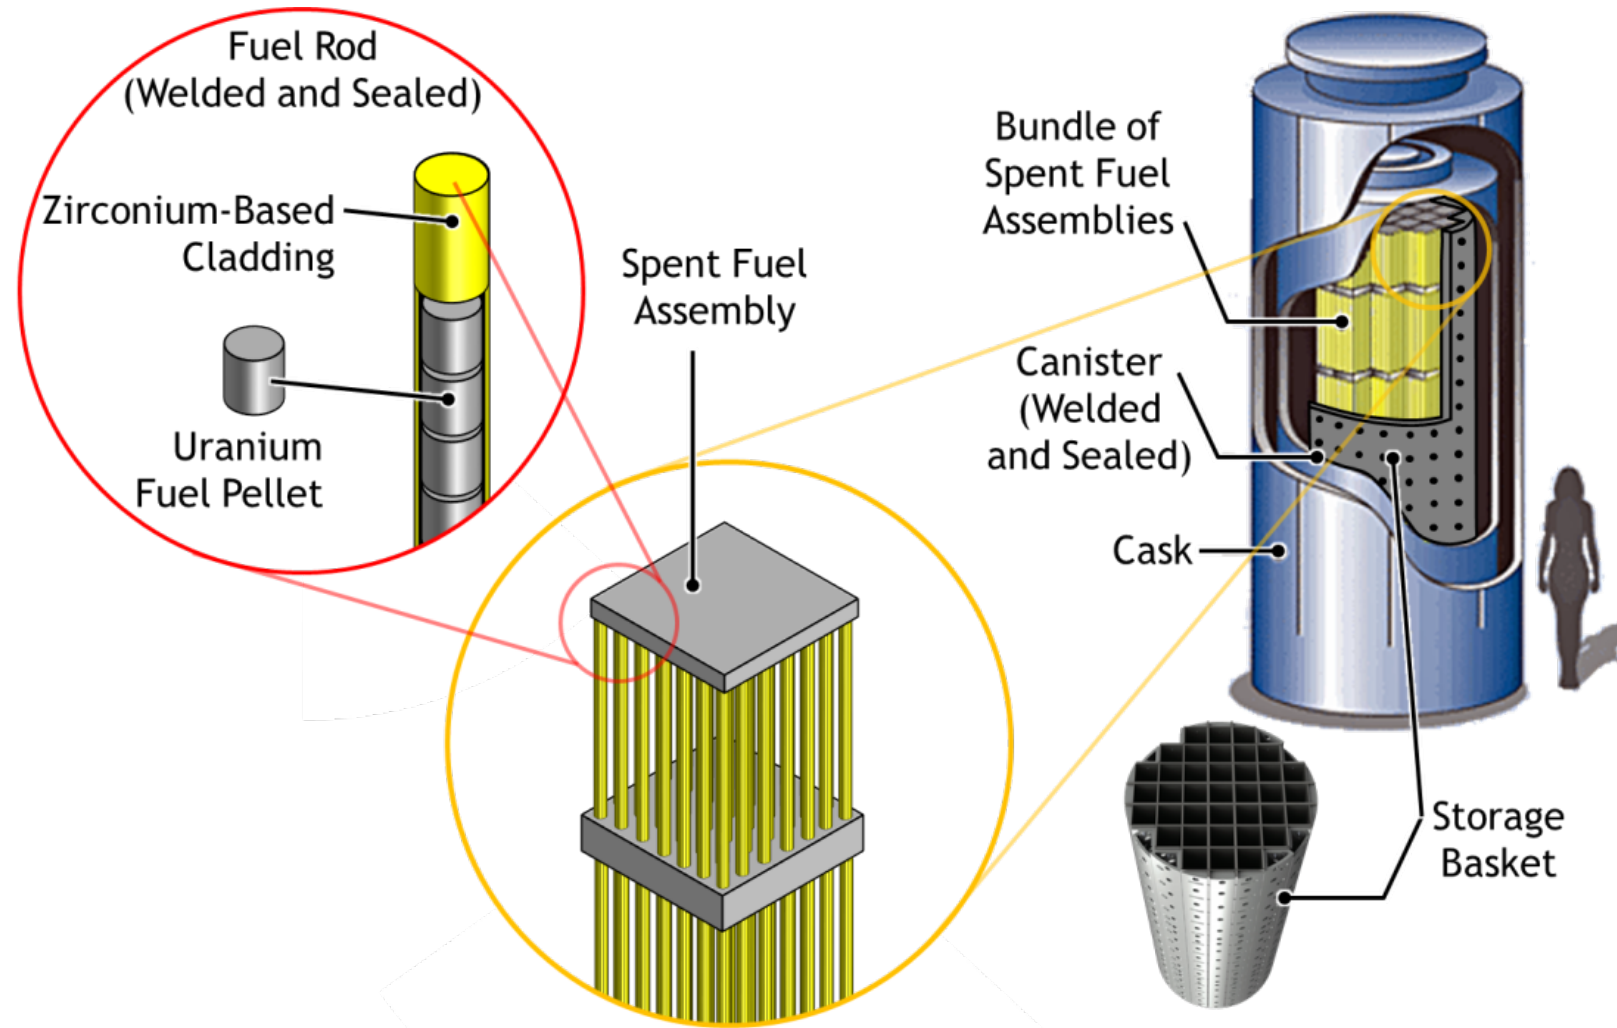 Fuel Rod
(Welded and Sealed)
Zirconium-Based
Cladding
Uranium
Fuel Pellet
Spent Fuel
Assembly
Bundle of
Spent Fuel
Assemblies
Canister
(Welded
and Sealed)
Cask
Storage
Basket